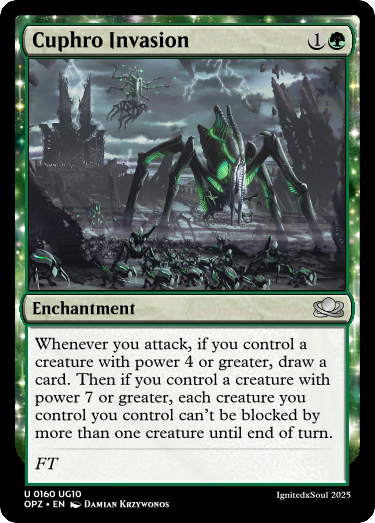 Cuphro Invasion 1
Enchantment
Whenever you attack, if you control a
creature with power 4 or greater, draw a
card. Then if you control a creature with
power 7 or greater, each creature you
control you control can't be blocked by
more than one creature until end of turn.
FT
U 0160 UG10
OPZ • EN Damian Krzywonos
IgnitedxSoul 2025